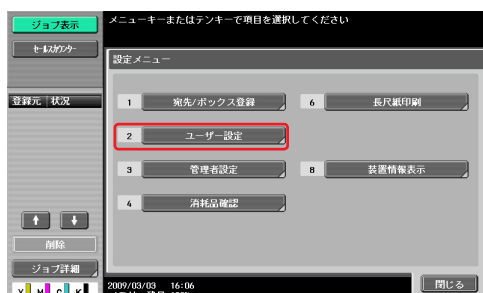 ジョブ表示
メニューキーまたはテンキーで項目を選択してください
セールスカウンター
設定メニュー
登録元 状況
1 宛先/ボックス登録
6 長尺紙印刷
2 ユーザー設定
3 管理者設定
8 装置情報表示
4 消耗品確認
削除
ジョブ詳細
2009/03/03 16:06
閉じる
Y M C K